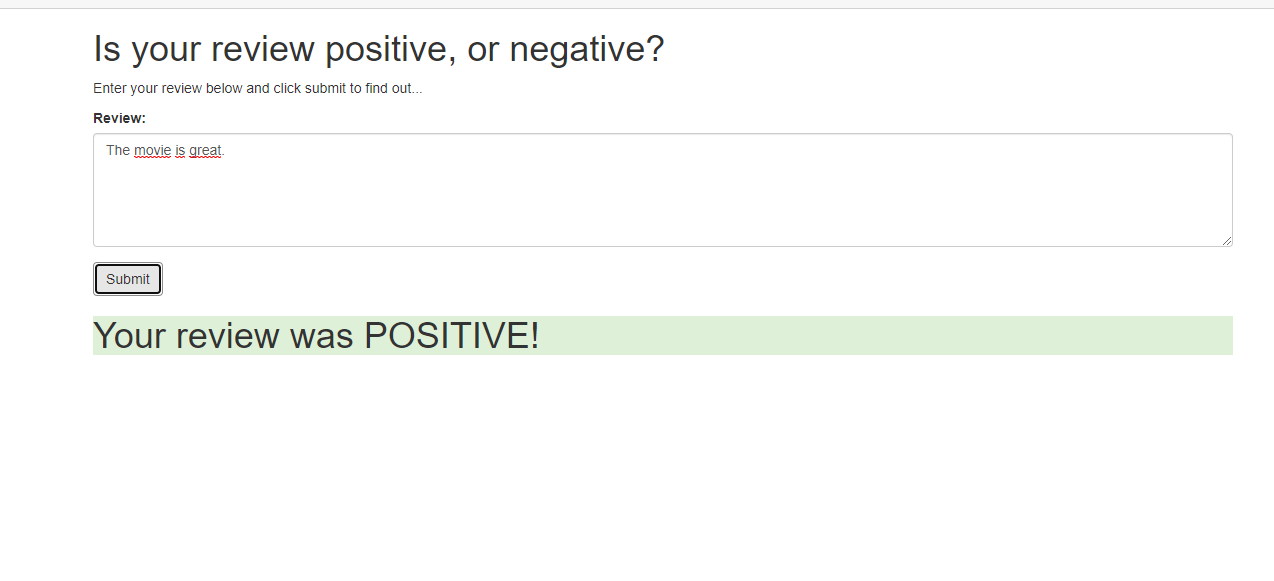 Is your review positive, or negative?
Enter your review below and click submit to find out...
Review:
The movie is great.
Submit
Your review was POSITIVE!